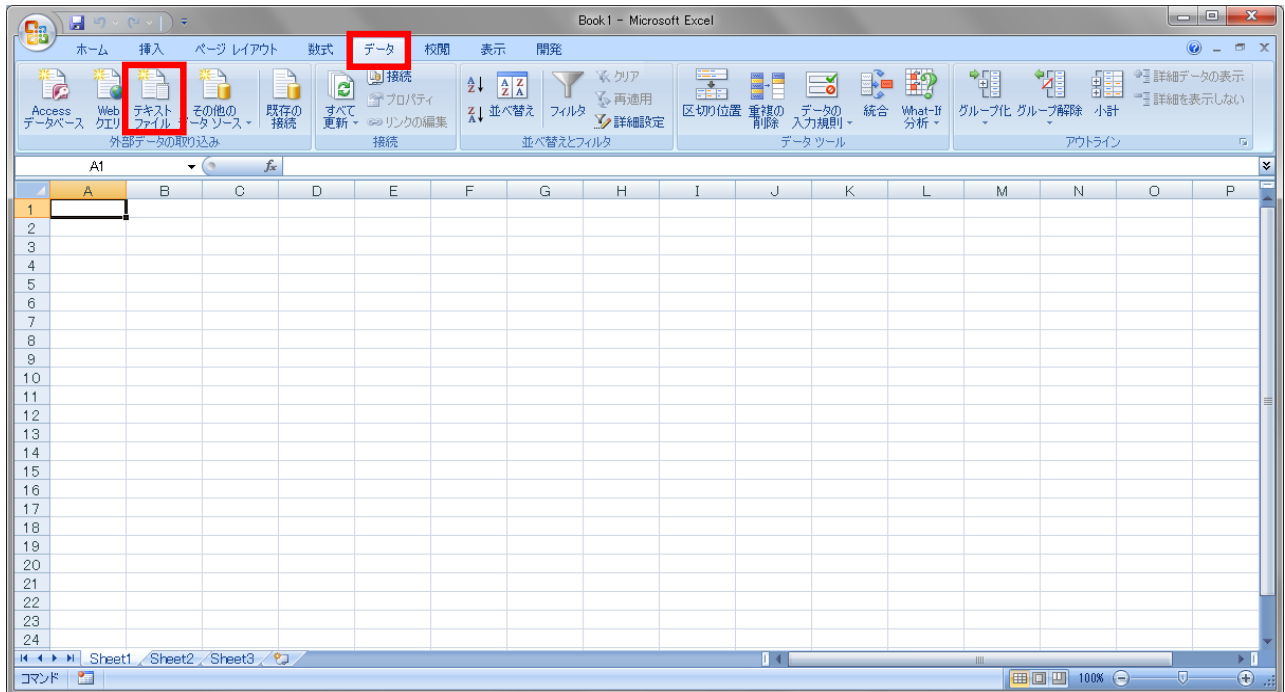 Book1 - Microsoft Excel
ホーム 挿入 ページ レイアウト 数式 データ 校閲 表示 開発
Access データベース
Web クエリ
テキスト ファイル
その他の データ ソース
既存の 接続
外部データの取り込み
すべて 更新
接続
プロパティ
リンクの編集
接続
並べ替え
フィルタ
クリア
再適用
詳細設定
並べ替えとフィルタ
区切り位置
重複の 削除
データの 入力規則
統合
What-If 分析
データ ツール
グループ化
グループ解除
小計
詳細データの表示
詳細を表示しない
アウトライン
A1 fx
A B C D E F G H I J K L M N O P
1
2
3
4
5
6
7
8
9
10
11
12
13
14
15
16
17
18
19
20
21
22
23
24
Sheet1 Sheet2 Sheet3
コマンド 100%